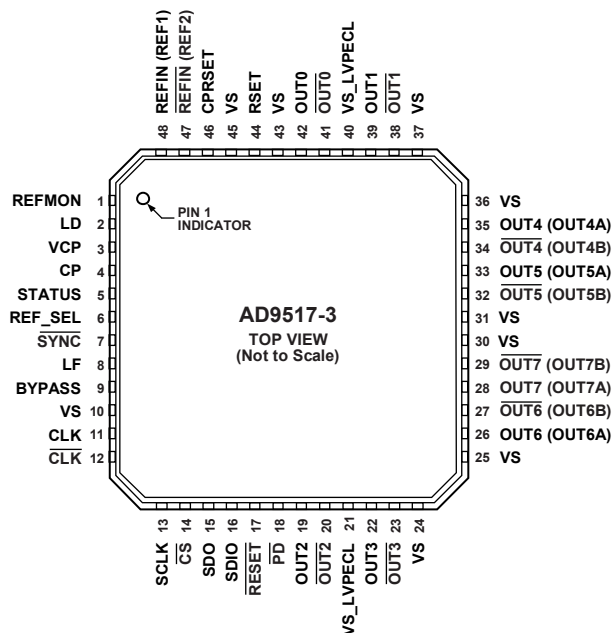 REFIN (REF1)
REFIN (REF2)
CPRSET
VS
RSET
VS
OUT0
OUT0
VS_LVPECL
OUT1
OUT1
VS
48 47 46 45 44 43 42 41 40 39 38 37
REFMON 1
LD 2
VCP 3
CP 4
STATUS 5
REF_SEL 6
SYNC 7
LF 8
BYPASS 9
VS 10
CLK 11
CLK 12
PIN 1
INDICATOR
AD9517-3
TOP VIEW
(Not to Scale)
36 VS
35 OUT4 (OUT4A)
34 OUT4 (OUT4B)
33 OUT5 (OUT5A)
32 OUT5 (OUT5B)
31 VS
30 VS
29 OUT7 (OUT7B)
28 OUT7 (OUT7A)
27 OUT6 (OUT6B)
26 OUT6 (OUT6A)
25 VS
13 14 15 16 17 18 19 20 21 22 23 24
SCLK
CS
SDO
SDIO
RESET
PD
OUT2
OUT2
VS_LVPECL
OUT3
OUT3
VS